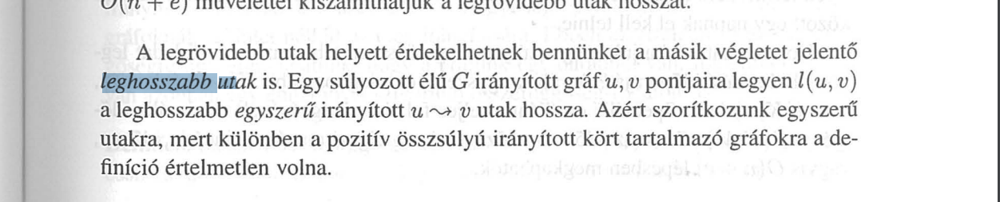 O(n + e) művelettel kiszámíthatjuk a legrövidebb utak hosszát.
A legrövidebb utak helyett érdekelhetnek bennünket a másik végletet jelentő
leghosszabb utak is. Egy súlyozott élű G irányított gráf u, v pontjaira legyen l(u, v)
a leghosszabb egyszerű irányított u ⤳ v utak hossza. Azért szorítkozunk egyszerű
utakra, mert különben a pozitív összsúlyú irányított kört tartalmazó gráfokra a de-
finíció értelmetlen volna.